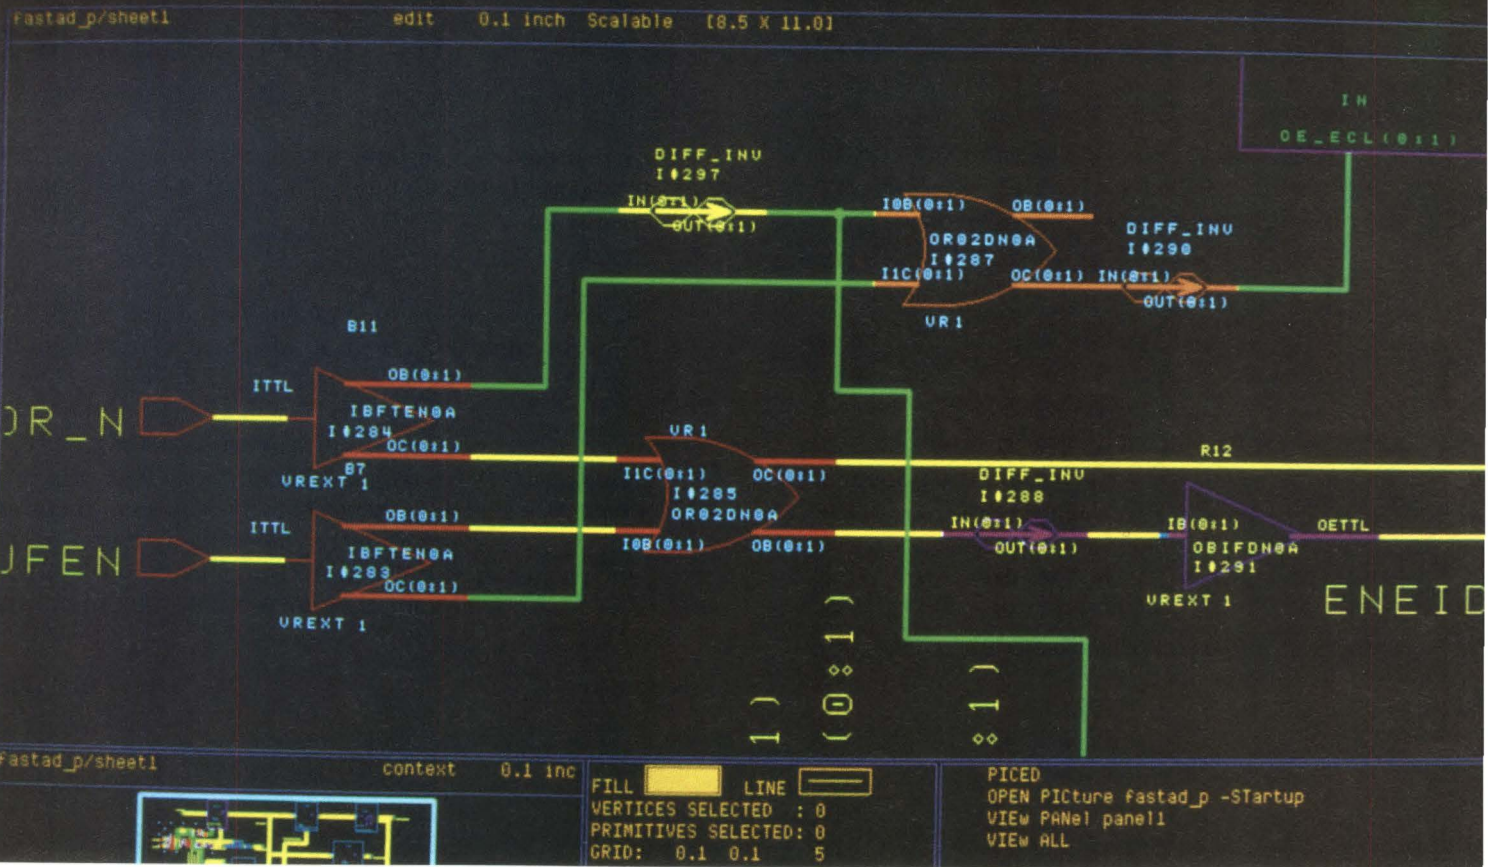 fastad_p/sheet1 edit 0.1 inch Scalable [8.5 X 11.0]
IN
OE_ECL(0:1)
DIFF_INV
I#297
IN(0:1)
OUT(0:1)
I0B(0:1) OB(0:1)
OR02DN0A
I#287
I1C(0:1) OC(0:1)
VR1
DIFF_INV
I#290
IN(0:1)
OUT(0:1)
B11
ITTL OB(0:1)
IBFTEN0A
I#284
OC(0:1)
B7
VREXT 1
OR_N
VR1
I1C(0:1) OC(0:1)
I#285
OR02DN0A
I0B(0:1) OB(0:1)
R12
DIFF_INV
I#288
IN(0:1)
OUT(0:1)
IB(0:1) OETTL
OBIFDN0A
I#291
VREXT 1
ENEID
ITTL OB(0:1)
IBFTEN0A
I#283
OC(0:1)
VREXT 1
UFEN
1)
(0:1)
:1)
fastad_p/sheet1 context 0.1 inc
FILL LINE
VERTICES SELECTED : 0
PRIMITIVES SELECTED: 0
GRID: 0.1 0.1 5
PICED
OPEN PICture fastad_p -STartup
VIEW PANel panel1
VIEW ALL